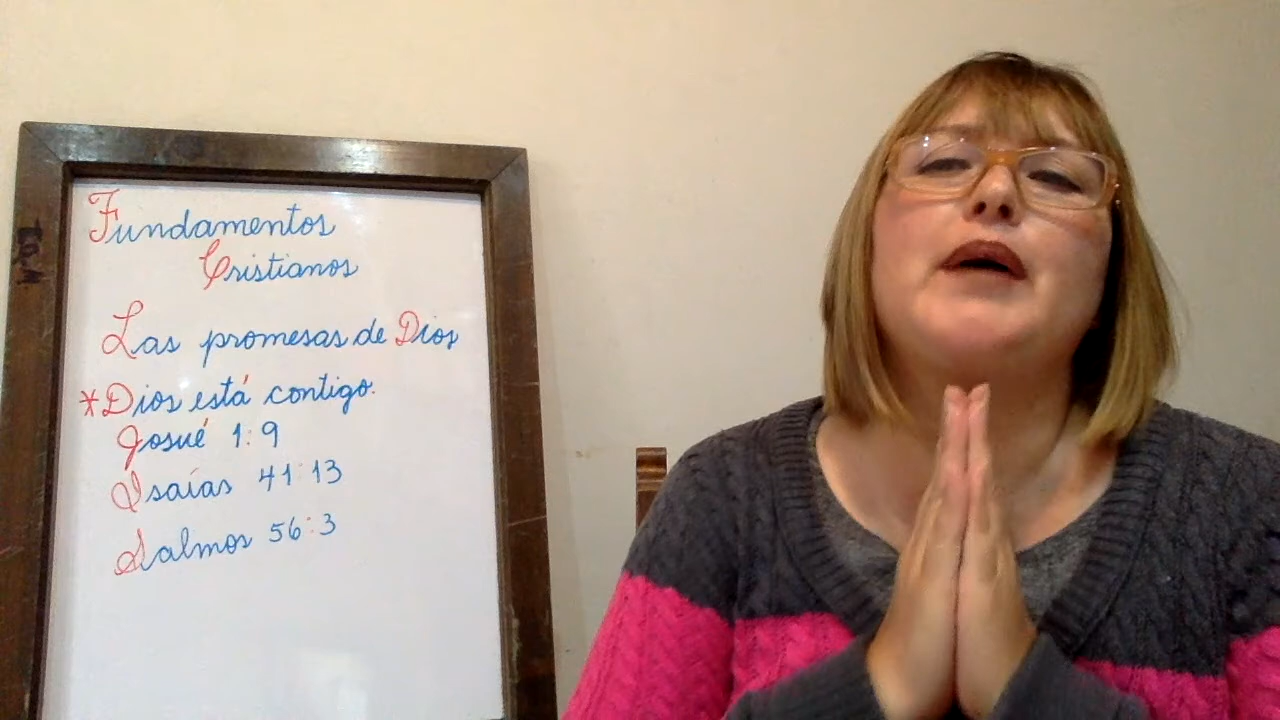 Fundamentos
Cristianos
Las promesas de Dios
*Dios está contigo.
Josué 1:9
Isaías 41:13
Salmos 56:3